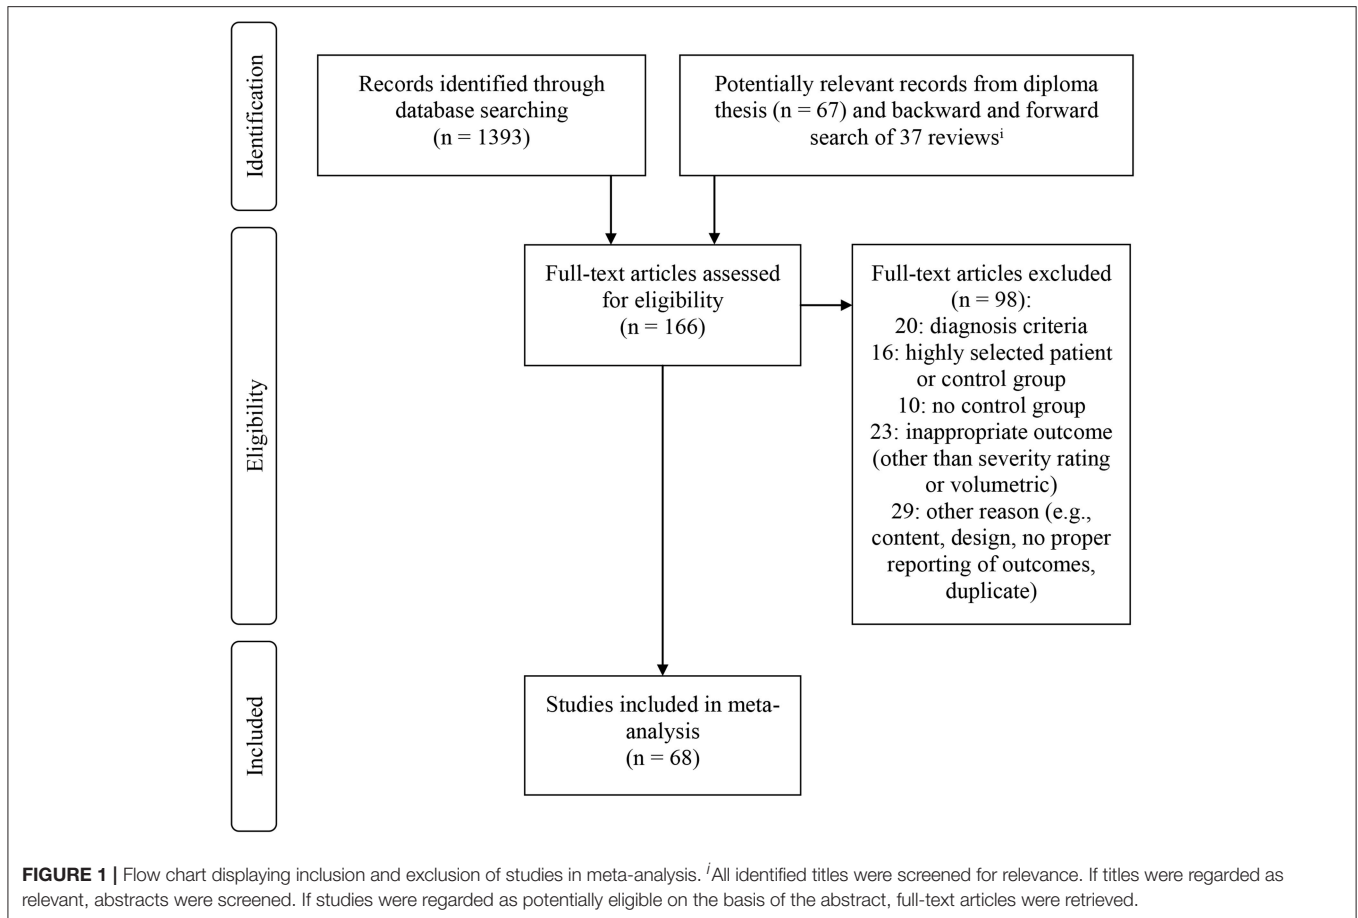 Identification
Records identified through
database searching
(n = 1393)
Potentially relevant records from diploma
thesis (n = 67) and backward and forward
search of 37 reviewsⁱ
Eligibility
Full-text articles assessed
for eligibility
(n = 166)
Full-text articles excluded
(n = 98):
20: diagnosis criteria
16: highly selected patient
or control group
10: no control group
23: inappropriate outcome
(other than severity rating
or volumetric)
29: other reason (e.g.,
content, design, no proper
reporting of outcomes,
duplicate)
Included
Studies included in meta-
analysis
(n = 68)
FIGURE 1 | Flow chart displaying inclusion and exclusion of studies in meta-analysis. ⁱAll identified titles were screened for relevance. If titles were regarded as
relevant, abstracts were screened. If studies were regarded as potentially eligible on the basis of the abstract, full-text articles were retrieved.